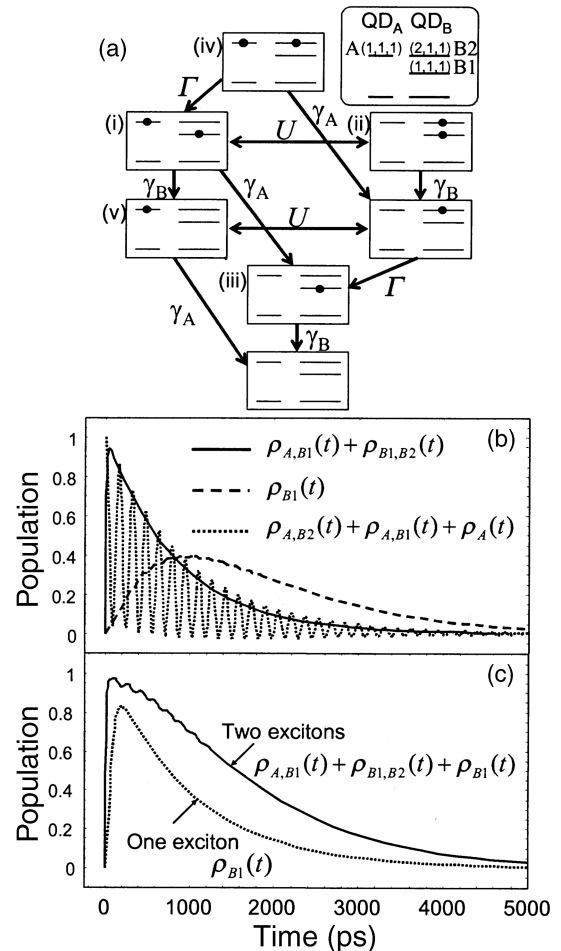 (a)
QD_A QD_B
A(1,1,1) (2,1,1)B2
(1,1,1)B1
(iv)
Γ
γ_A
(i)
U
(ii)
γ_B
γ_A
γ_B
(v)
U
(iii)
Γ
γ_A
γ_B
(b)
ρ_{A,B1}(t) + ρ_{B1,B2}(t)
ρ_{B1}(t)
ρ_{A,B2}(t) + ρ_{A,B1}(t) + ρ_A(t)
Population
1
0.8
0.6
0.4
0.2
0
(c)
Two excitons
ρ_{A,B1}(t) + ρ_{B1,B2}(t) + ρ_{B1}(t)
One exciton
ρ_{B1}(t)
Population
1
0.8
0.6
0.4
0.2
0
0 1000 2000 3000 4000 5000
Time (ps)